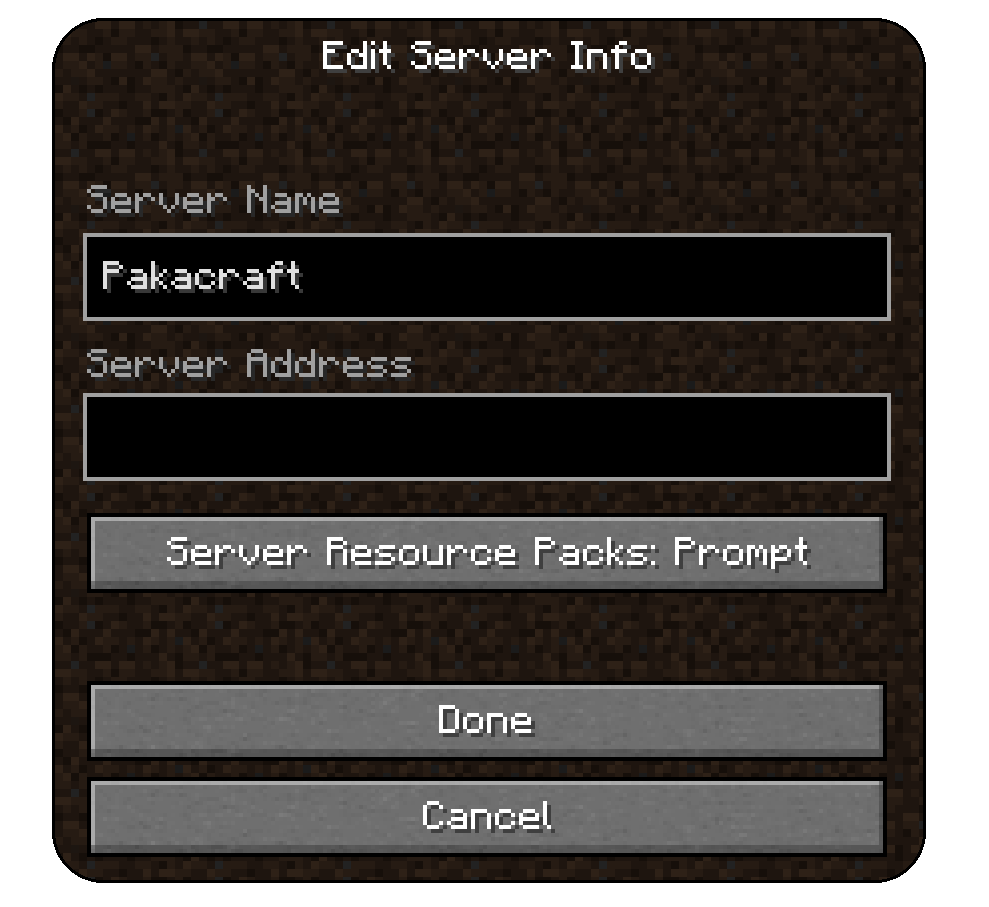 Edit Server Info
Server Name
Pakacraft
Server Address
Server Resource Packs: Prompt
Done
Cancel